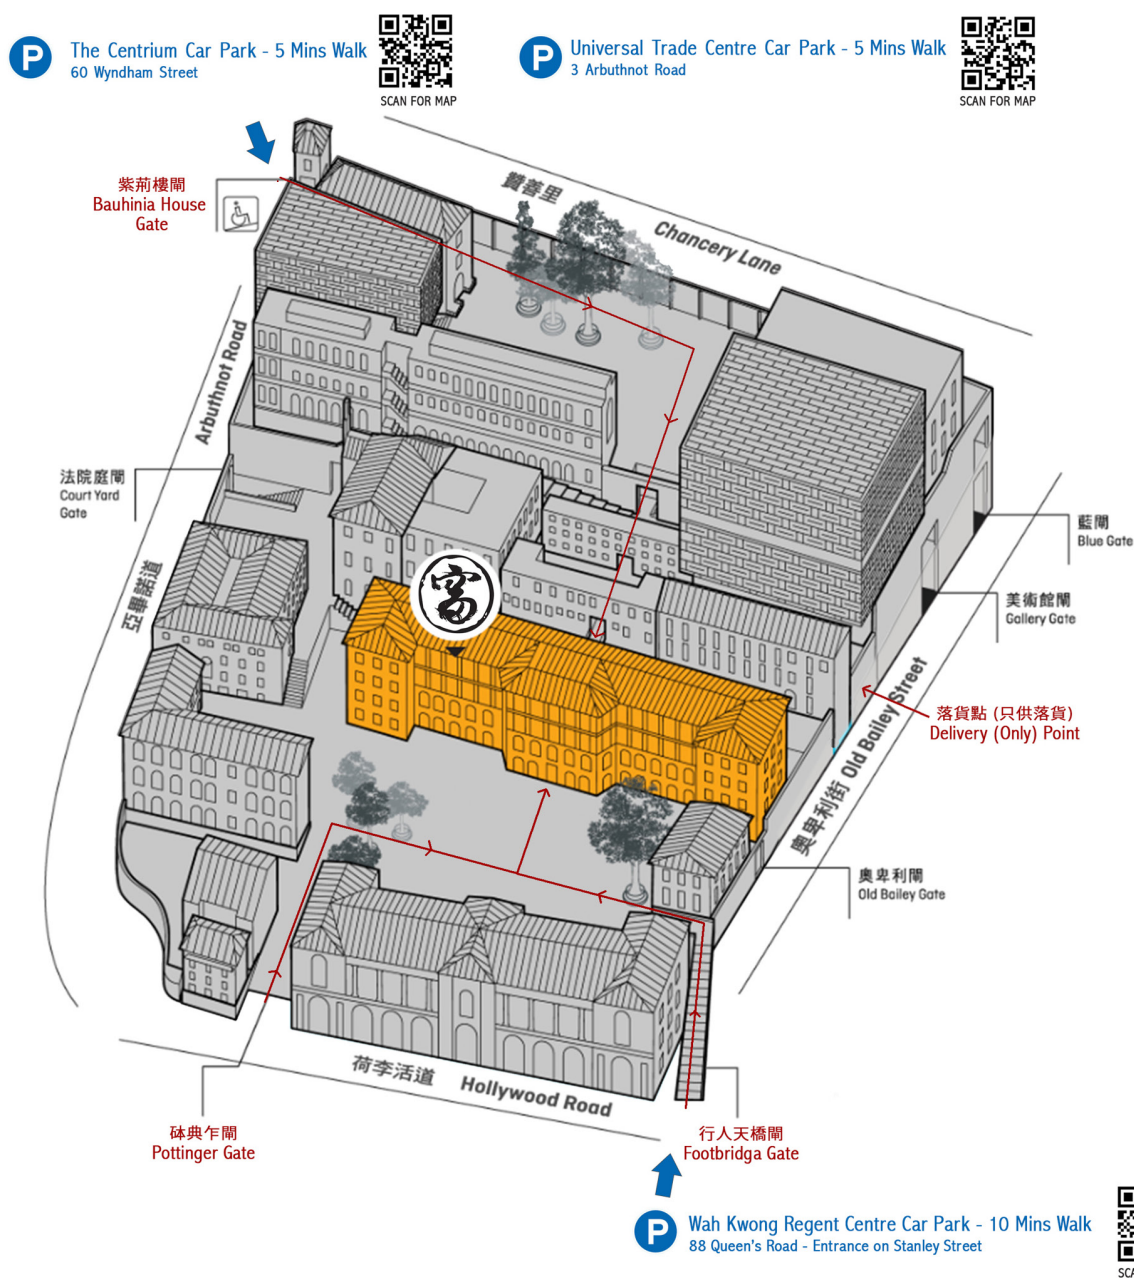 P
The Centrium Car Park - 5 Mins Walk
60 Wyndham Street
SCAN FOR MAP
P
Universal Trade Centre Car Park - 5 Mins Walk
3 Arbuthnot Road
SCAN FOR MAP
紫荊樓閘
Bauhinia House
Gate
贊善里
Chancery Lane
Arbuthnot Road
亞畢諾道
法院庭閘
Court Yard
Gate
富
藍閘
Blue Gate
美術館閘
Gallery Gate
落貨點 (只供落貨)
Delivery (Only) Point
奧卑利街 Old Bailey Street
奧卑利閘
Old Bailey Gate
荷李活道 Hollywood Road
砵典乍閘
Pottinger Gate
行人天橋閘
Footbridga Gate
P
Wah Kwong Regent Centre Car Park - 10 Mins Walk
88 Queen's Road - Entrance on Stanley Street